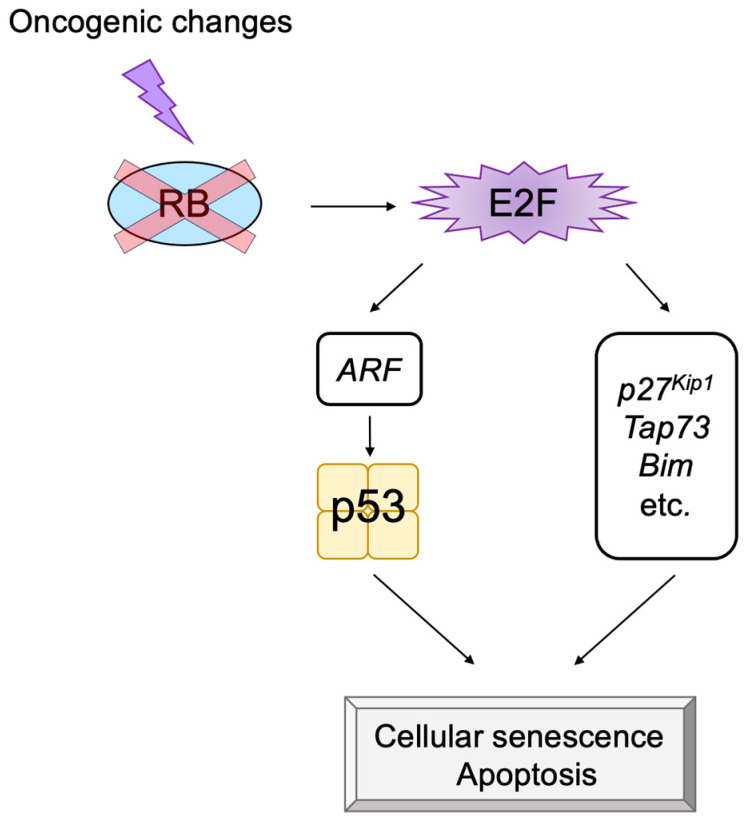 Oncogenic changes
RB
E2F
ARF
p53
p27Kip1
Tap73
Bim
etc.
Cellular senescence
Apoptosis